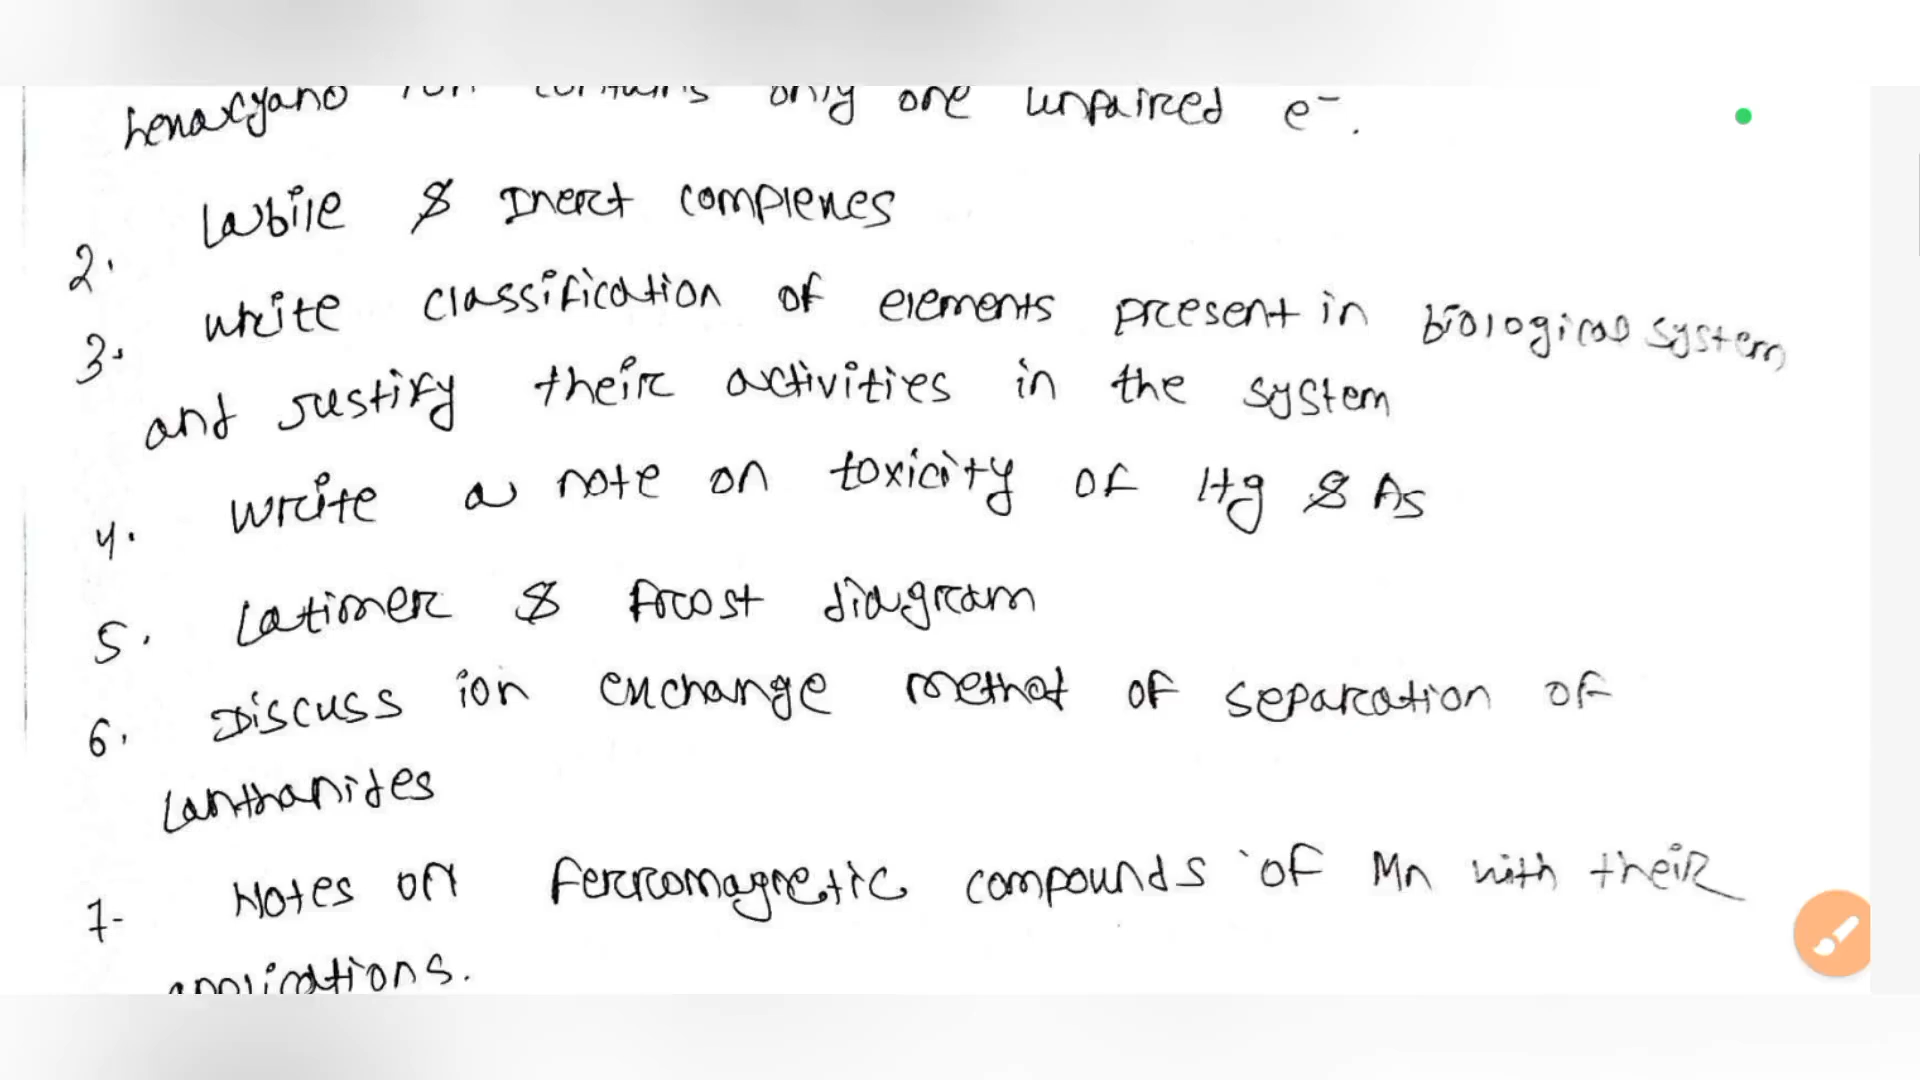 hexacyano ion contains only one unpaired e⁻.
2. Labile & Inert complexes
3. write classification of elements present in biological system
and justify their activities in the system
4. write a note on toxicity of Hg & As
5. Latimer & frost diagram
6. Discuss ion exchange method of separation of
Lanthanides
7- Notes on ferromagnetic compounds of Mn with their
applications.